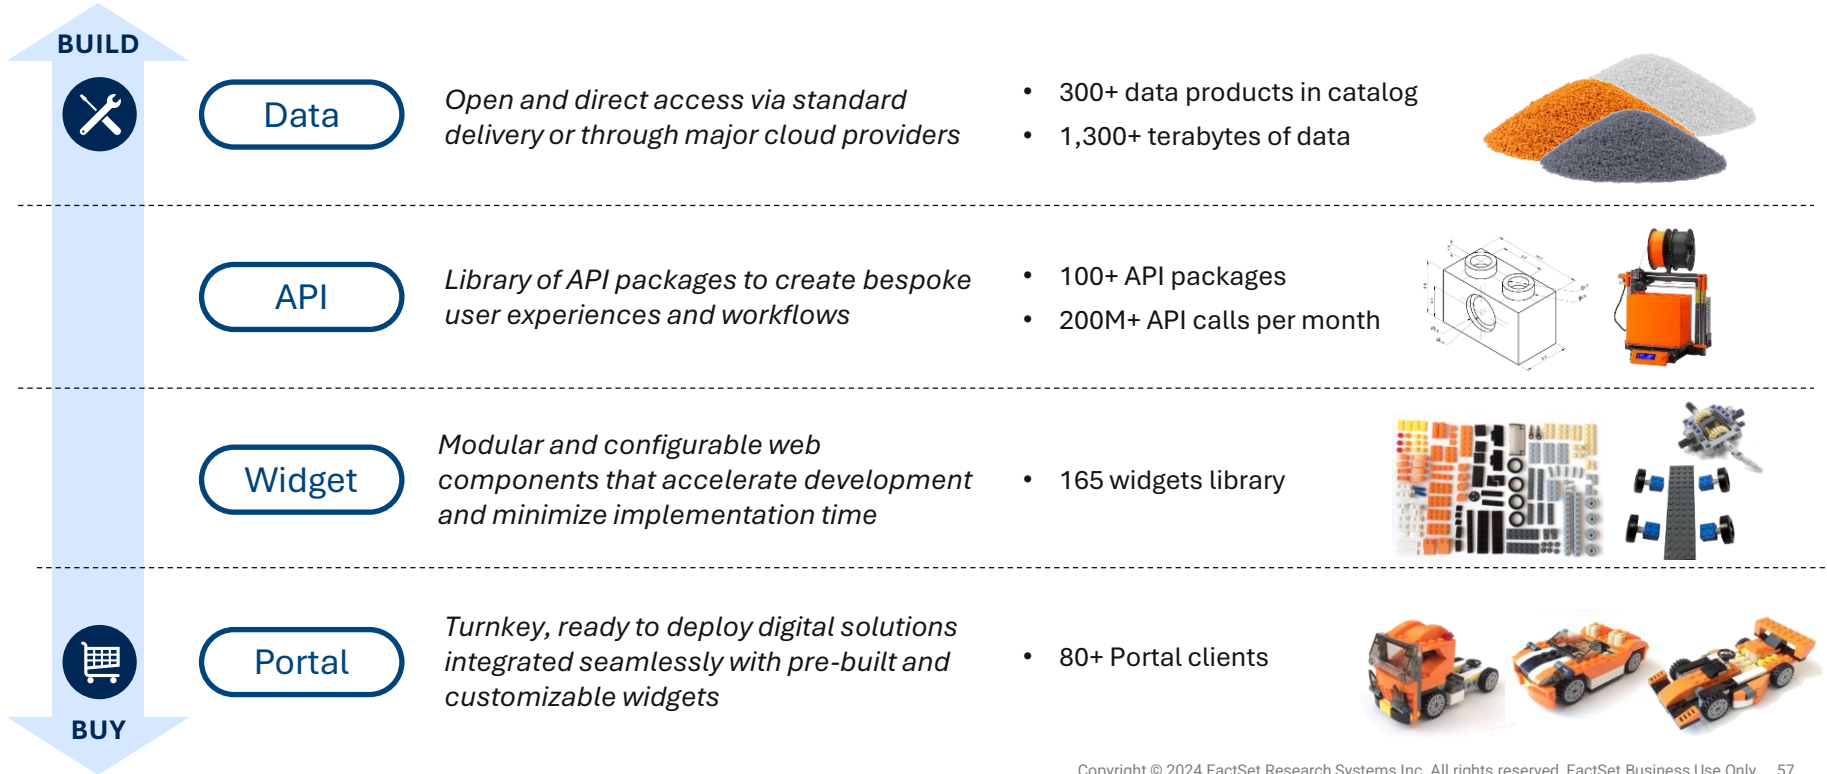 BUILD
Data
Open and direct access via standard
delivery or through major cloud providers
• 300+ data products in catalog
• 1,300+ terabytes of data
API
Library of API packages to create bespoke
user experiences and workflows
• 100+ API packages
• 200M+ API calls per month
Widget
Modular and configurable web
components that accelerate development
and minimize implementation time
• 165 widgets library
Portal
Turnkey, ready to deploy digital solutions
integrated seamlessly with pre-built and
customizable widgets
• 80+ Portal clients
BUY
Copyright © 2024 FactSet Research Systems Inc. All rights reserved. FactSet Business Use Only 57